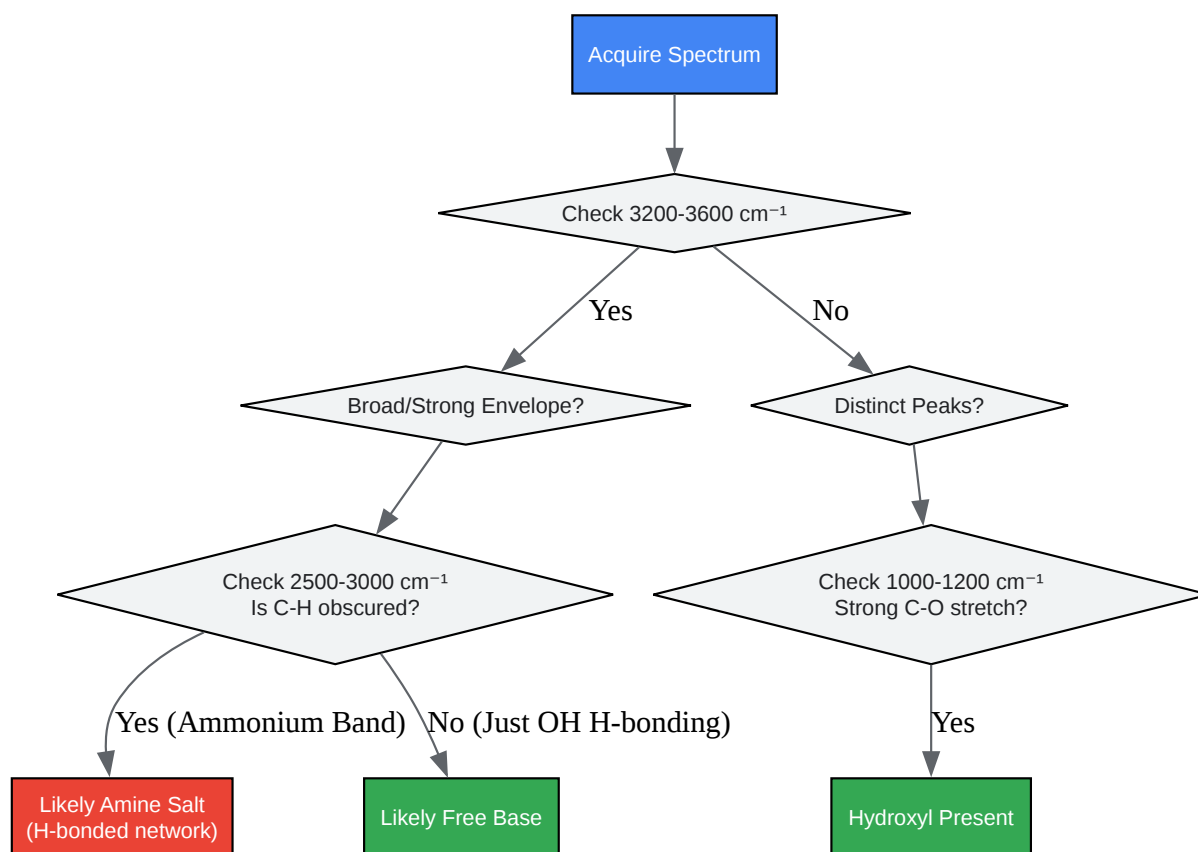 Acquire Spectrum
Check 3200-3600 cm⁻¹
Yes
No
Broad/Strong Envelope?
Distinct Peaks?
Check 2500-3000 cm⁻¹
Is C-H obscured?
Check 1000-1200 cm⁻¹
Strong C-O stretch?
Yes (Ammonium Band)
No (Just OH H-bonding)
Yes
Likely Amine Salt
(H-bonded network)
Likely Free Base
Hydroxyl Present